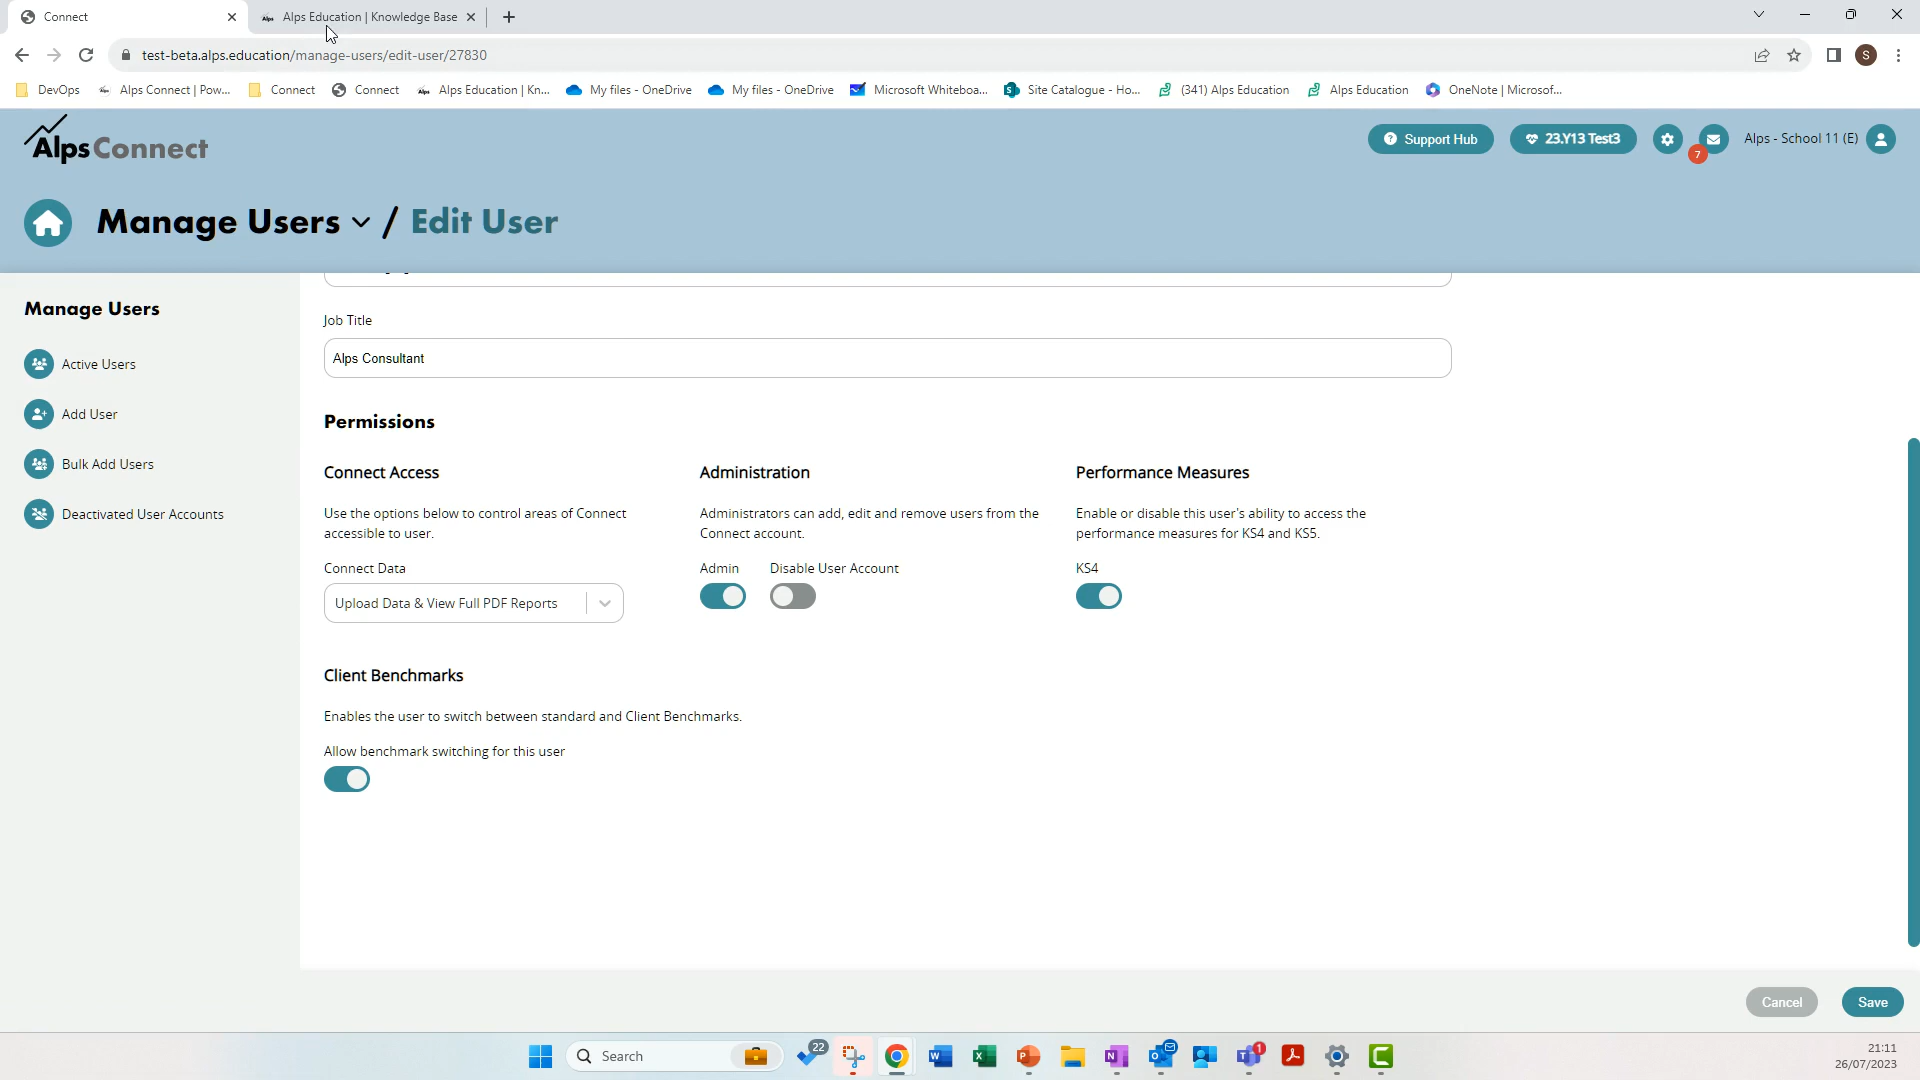 Connect
Alps Education | Knowledge Base
test-beta.alps.education/manage-users/edit-user/27830
S
DevOps
Alps Connect | Pow...
Connect
Connect
Alps Education | Kn...
My files - OneDrive
My files - OneDrive
Microsoft Whiteboa...
Site Catalogue - Ho...
(341) Alps Education
Alps Education
OneNote | Microsof...
AlpsConnect
Support Hub
23.Y13 Test3
7
Alps - School 11 (E)
Manage Users / Edit User
Manage Users
Active Users
Add User
Bulk Add Users
Deactivated User Accounts
Job Title
Alps Consultant
Permissions
Connect Access
Use the options below to control areas of Connect
accessible to user.
Connect Data
Upload Data & View Full PDF Reports
Administration
Administrators can add, edit and remove users from the
Connect account.
Admin
Disable User Account
Performance Measures
Enable or disable this user's ability to access the
performance measures for KS4 and KS5.
KS4
Client Benchmarks
Enables the user to switch between standard and Client Benchmarks.
Allow benchmark switching for this user
Cancel
Save
Search
22
1
21:11
26/07/2023